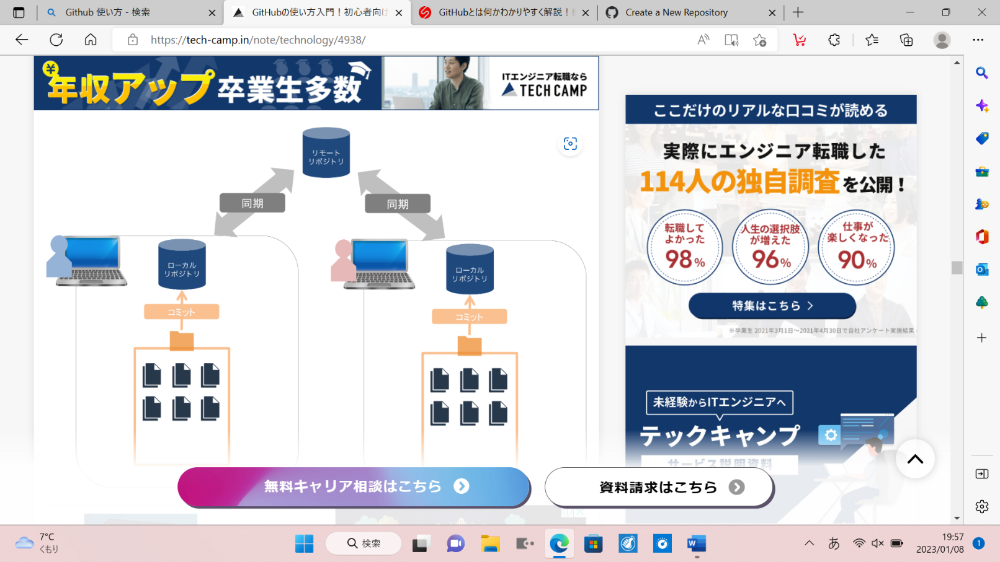 Github 使い方 - 検索
GitHubの使い方入門！初心者向け
GitHubとは何かわかりやすく解説！
Create a New Repository
https://tech-camp.in/note/technology/4938/
年収アップ 卒業生多数
ITエンジニア転職なら
TECH CAMP
リモート
リポジトリ
同期
同期
ローカル
リポジトリ
ローカル
リポジトリ
コミット
コミット
ここだけのリアルな口コミが読める
実際にエンジニア転職した
114人の独自調査を公開！
転職して
よかった
98%
人生の選択肢
が増えた
96%
仕事が
楽しくなった
90%
特集はこちら
※卒業生 2021年3月1日〜2021年4月30日で自社アンケート実施結果
未経験からITエンジニアへ
テックキャンプ
サービス説明資料
無料キャリア相談はこちら
資料請求はこちら
7°C
くもり
検索
あ
19:57
2023/01/08
1